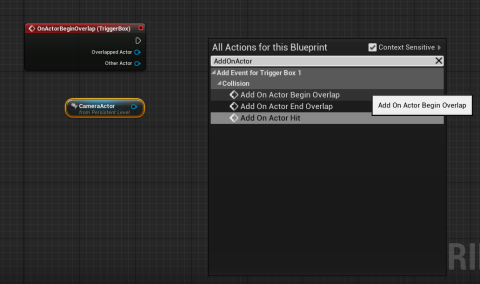 OnActorBeginOverlap (TriggerBox)
Overlapped Actor
Other Actor
CameraActor
from Persistent Level
All Actions for this Blueprint
Context Sensitive
AddOnActor
Add Event for Trigger Box 1
Collision
Add On Actor Begin Overlap
Add On Actor End Overlap
Add On Actor Hit
Add On Actor Begin Overlap